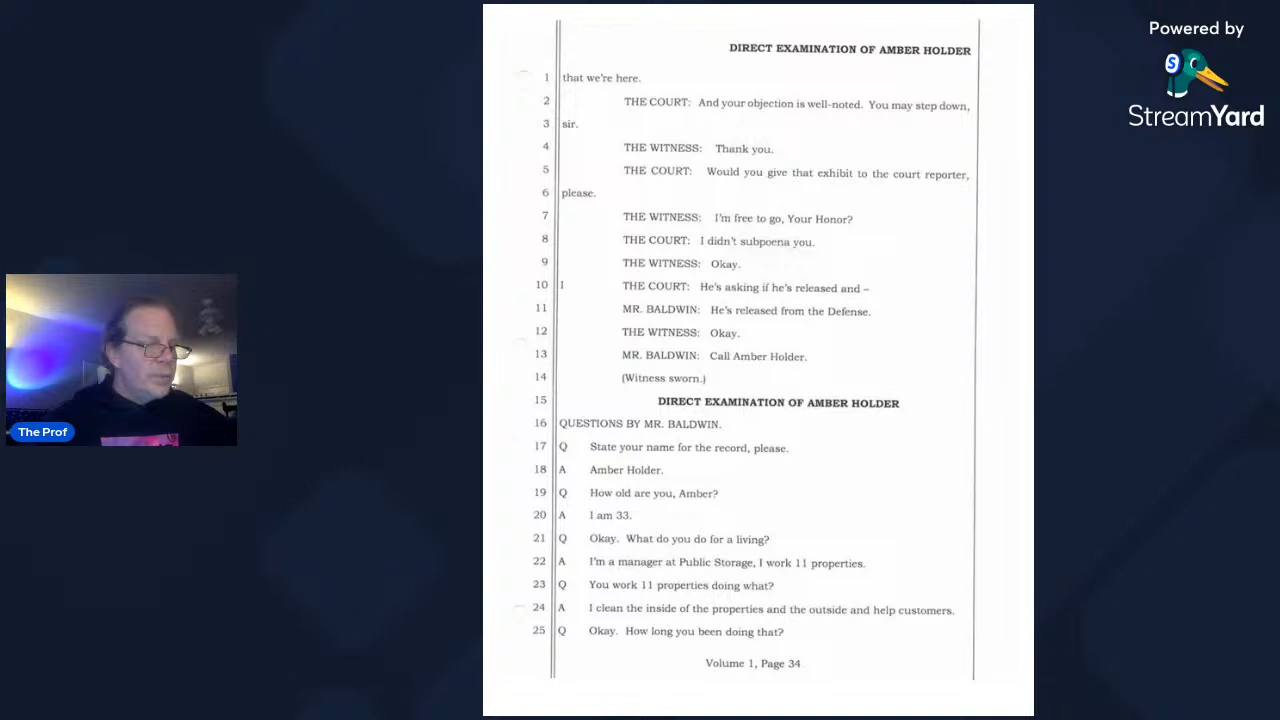 Powered by
StreamYard
The Prof
DIRECT EXAMINATION OF AMBER HOLDER
1 that we're here.
2 THE COURT: And your objection is well-noted. You may step down,
3 sir.
4 THE WITNESS: Thank you.
5 THE COURT: Would you give that exhibit to the court reporter,
6 please.
7 THE WITNESS: I'm free to go, Your Honor?
8 THE COURT: I didn't subpoena you.
9 THE WITNESS: Okay.
10 I THE COURT: He's asking if he's released and –
11 MR. BALDWIN: He's released from the Defense.
12 THE WITNESS: Okay.
13 MR. BALDWIN: Call Amber Holder.
14 (Witness sworn.)
15 DIRECT EXAMINATION OF AMBER HOLDER
16 QUESTIONS BY MR. BALDWIN.
17 Q State your name for the record, please.
18 A Amber Holder.
19 Q How old are you, Amber?
20 A I am 33.
21 Q Okay. What do you do for a living?
22 A I'm a manager at Public Storage, I work 11 properties.
23 Q You work 11 properties doing what?
24 A I clean the inside of the properties and the outside and help customers.
25 Q Okay. How long you been doing that?
Volume 1, Page 34